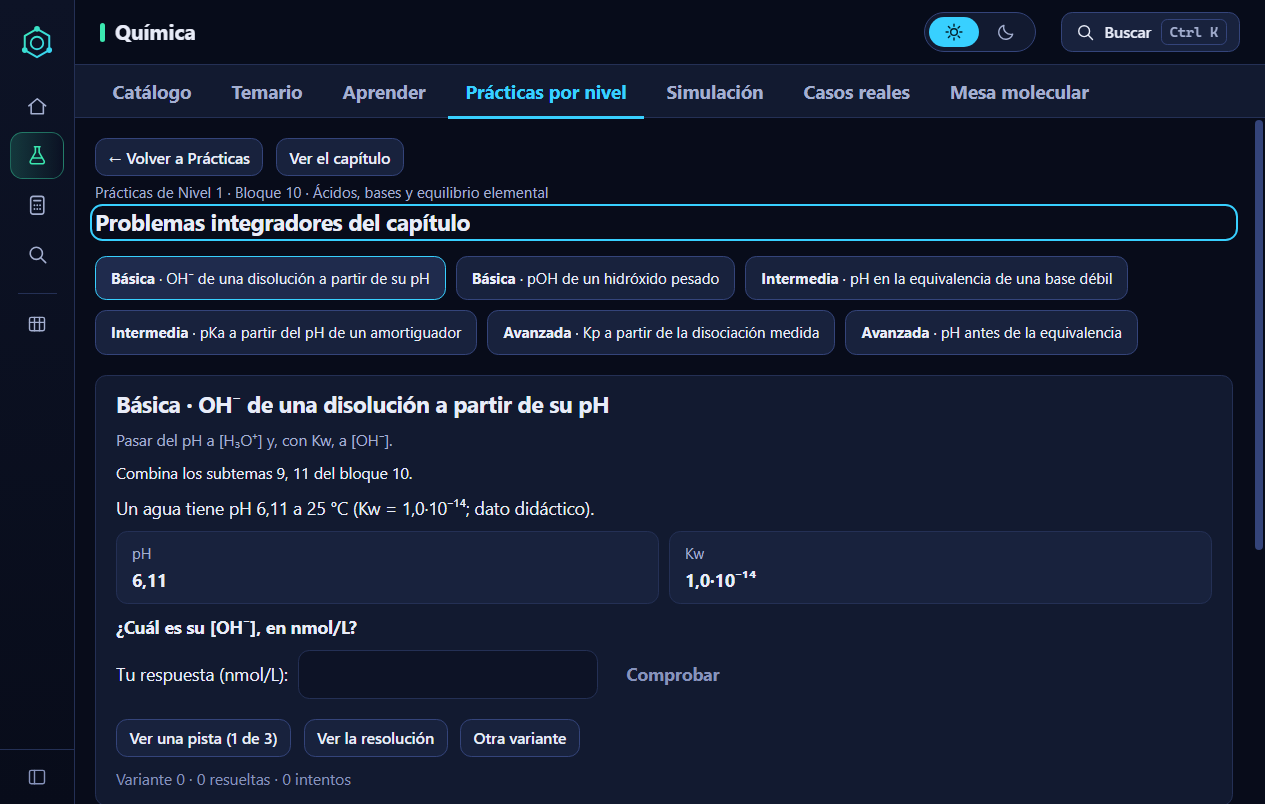 Química
Buscar Ctrl K
Catálogo Temario Aprender Prácticas por nivel Simulación Casos reales Mesa molecular
← Volver a Prácticas Ver el capítulo
Prácticas de Nivel 1 · Bloque 10 · Ácidos, bases y equilibrio elemental
Problemas integradores del capítulo
Básica · OH⁻ de una disolución a partir de su pH Básica · pOH de un hidróxido pesado Intermedia · pH en la equivalencia de una base débil
Intermedia · pKa a partir del pH de un amortiguador Avanzada · Kp a partir de la disociación medida Avanzada · pH antes de la equivalencia
Básica · OH⁻ de una disolución a partir de su pH
Pasar del pH a [H₃O⁺] y, con Kw, a [OH⁻].
Combina los subtemas 9, 11 del bloque 10.
Un agua tiene pH 6,11 a 25 °C (Kw = 1,0·10⁻¹⁴; dato didáctico).
pH Kw
6,11 1,0·10⁻¹⁴
¿Cuál es su [OH⁻], en nmol/L?
Tu respuesta (nmol/L): Comprobar
Ver una pista (1 de 3) Ver la resolución Otra variante
Variante 0 · 0 resueltas · 0 intentos